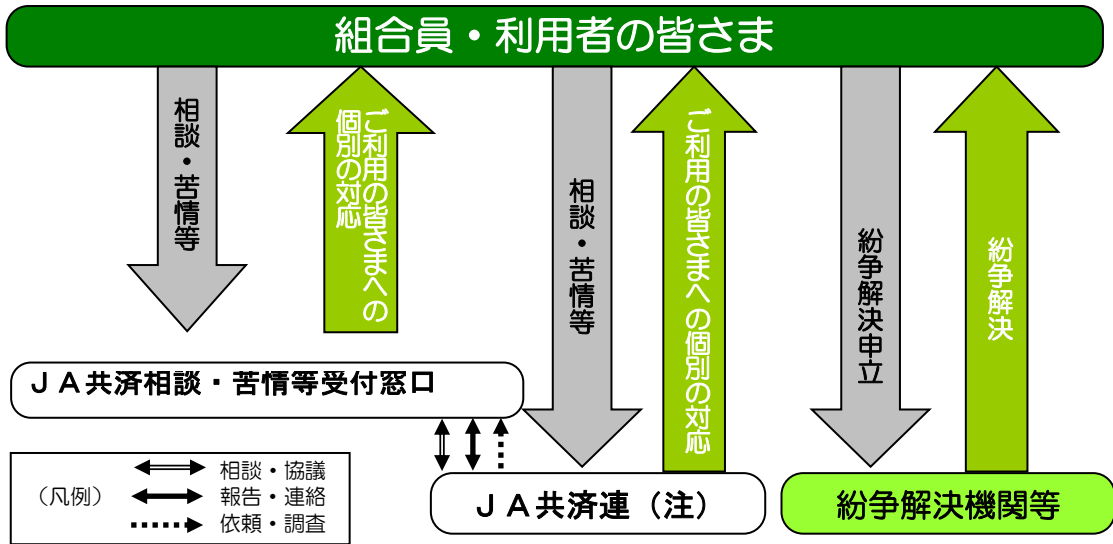 組合員・利用者の皆さま
相談・苦情等
ご利用の皆さまへの
個別の対応
相談・苦情等
ご利用の皆さまへの個別の対応
紛争解決申立
紛争解決
ＪＡ共済相談・苦情等受付窓口
（凡例）
相談・協議
報告・連絡
依頼・調査
ＪＡ共済連（注）
紛争解決機関等